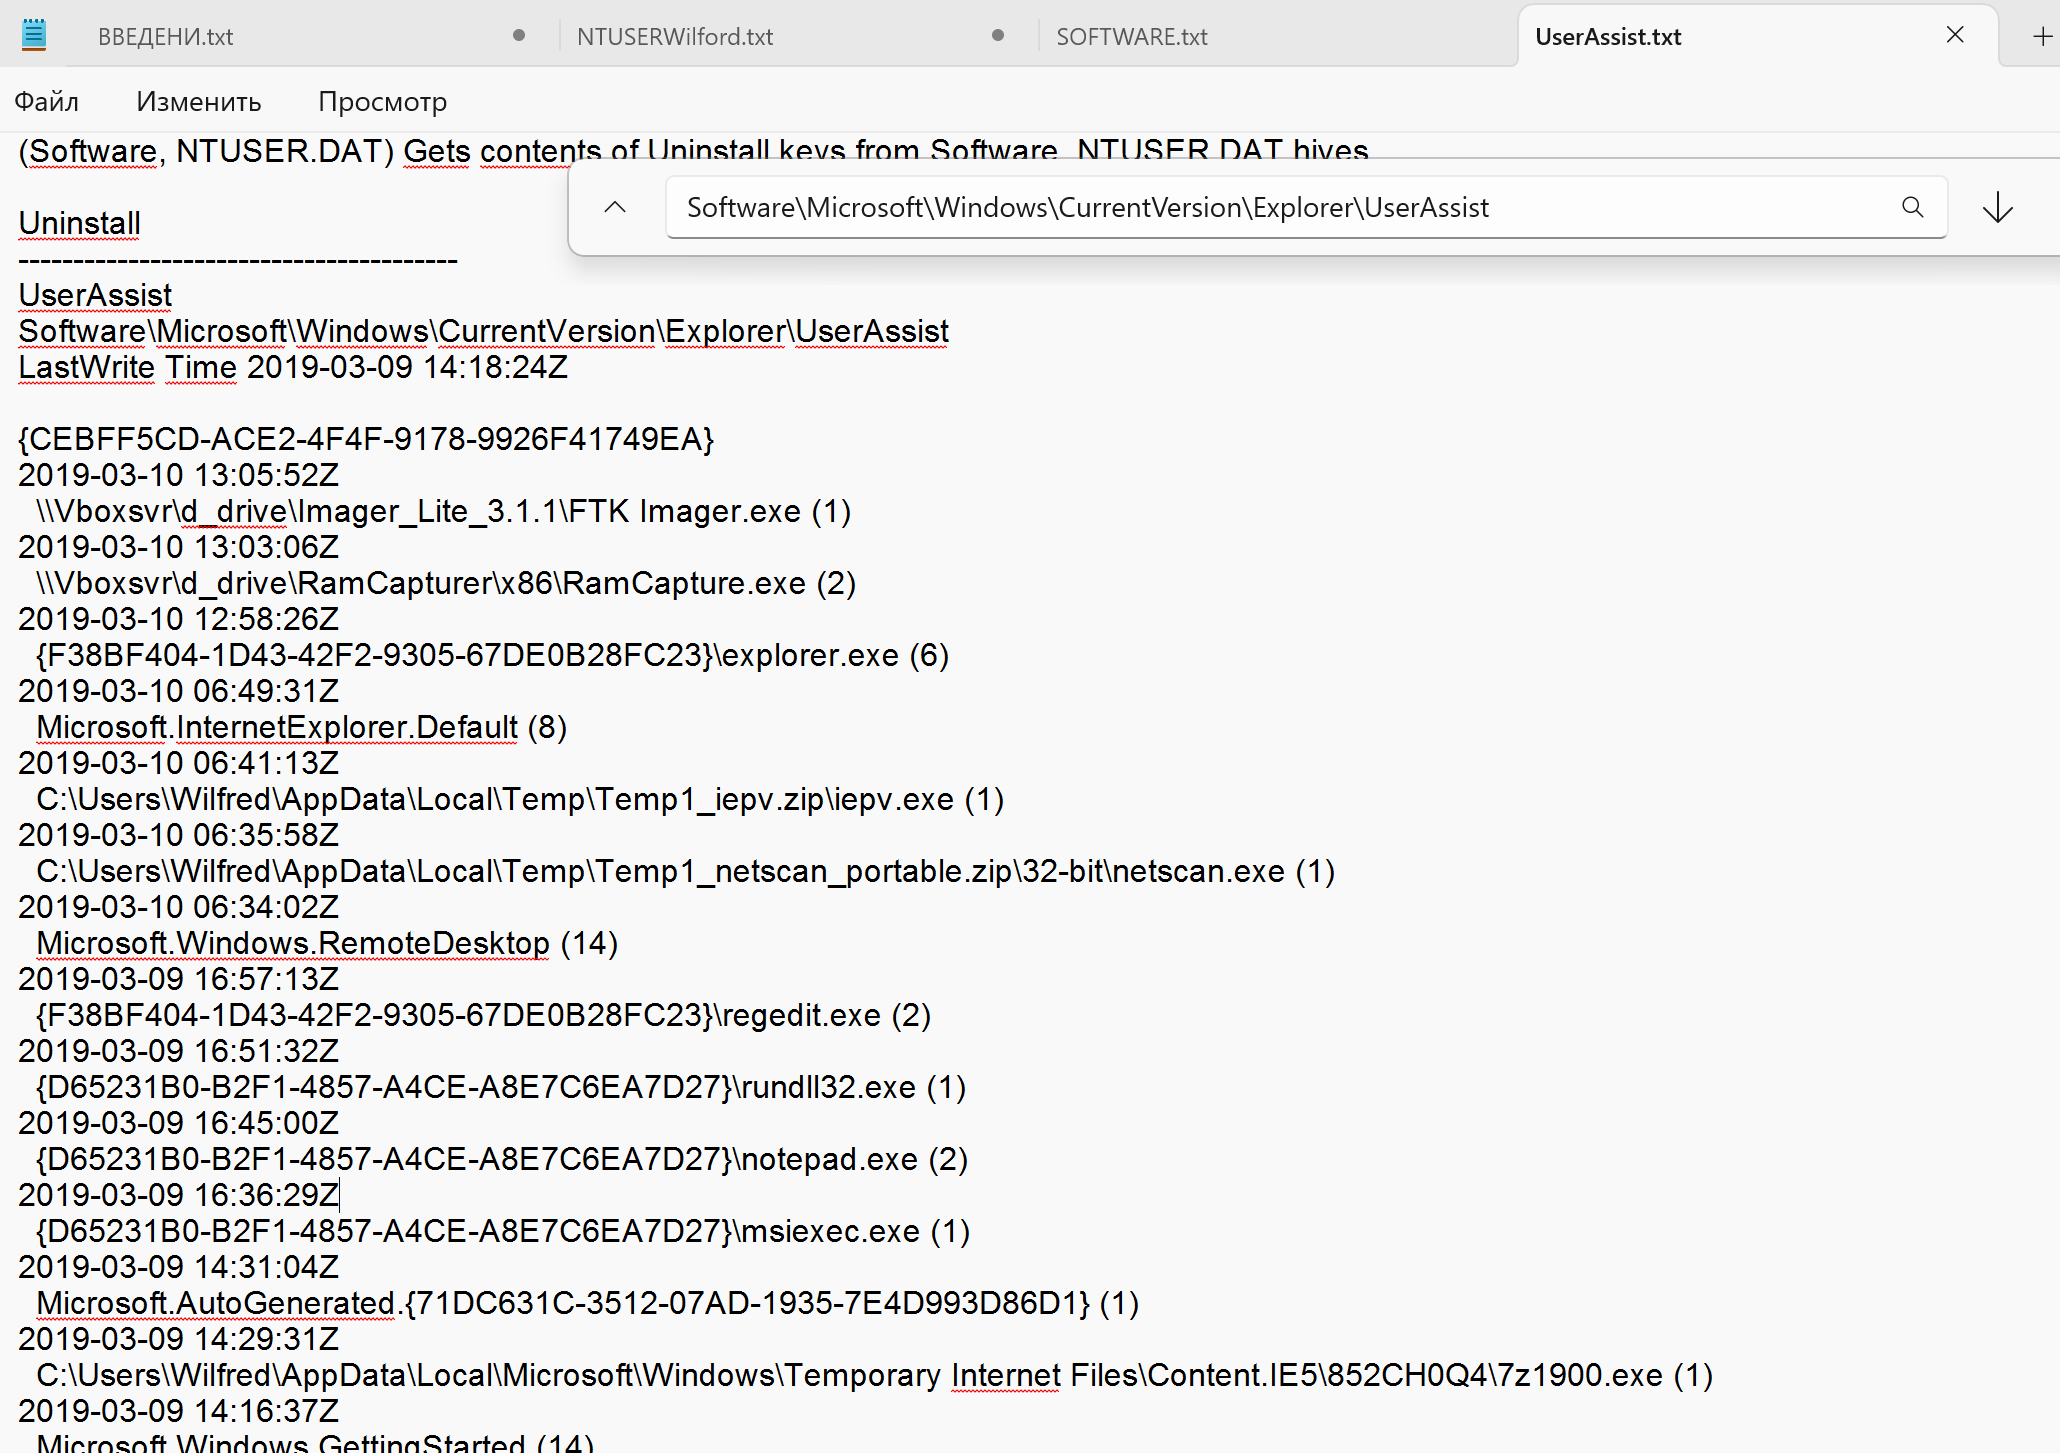 ВВЕДЕНИ.txt
NTUSERWilford.txt
SOFTWARE.txt
UserAssist.txt
Файл
Изменить
Просмотр
(Software, NTUSER.DAT) Gets contents of Uninstall keys from Software, NTUSER.DAT hives
Software\Microsoft\Windows\CurrentVersion\Explorer\UserAssist
Uninstall
----------------------------------------
UserAssist
Software\Microsoft\Windows\CurrentVersion\Explorer\UserAssist
LastWrite Time 2019-03-09 14:18:24Z
{CEBFF5CD-ACE2-4F4F-9178-9926F41749EA}
2019-03-10 13:05:52Z
\\Vboxsvr\d_drive\Imager_Lite_3.1.1\FTK Imager.exe (1)
2019-03-10 13:03:06Z
\\Vboxsvr\d_drive\RamCapturer\x86\RamCapture.exe (2)
2019-03-10 12:58:26Z
{F38BF404-1D43-42F2-9305-67DE0B28FC23}\explorer.exe (6)
2019-03-10 06:49:31Z
Microsoft.InternetExplorer.Default (8)
2019-03-10 06:41:13Z
C:\Users\Wilfred\AppData\Local\Temp\Temp1_iepv.zip\iepv.exe (1)
2019-03-10 06:35:58Z
C:\Users\Wilfred\AppData\Local\Temp\Temp1_netscan_portable.zip\32-bit\netscan.exe (1)
2019-03-10 06:34:02Z
Microsoft.Windows.RemoteDesktop (14)
2019-03-09 16:57:13Z
{F38BF404-1D43-42F2-9305-67DE0B28FC23}\regedit.exe (2)
2019-03-09 16:51:32Z
{D65231B0-B2F1-4857-A4CE-A8E7C6EA7D27}\rundll32.exe (1)
2019-03-09 16:45:00Z
{D65231B0-B2F1-4857-A4CE-A8E7C6EA7D27}\notepad.exe (2)
2019-03-09 16:36:29Z
{D65231B0-B2F1-4857-A4CE-A8E7C6EA7D27}\msiexec.exe (1)
2019-03-09 14:31:04Z
Microsoft.AutoGenerated.{71DC631C-3512-07AD-1935-7E4D993D86D1} (1)
2019-03-09 14:29:31Z
C:\Users\Wilfred\AppData\Local\Microsoft\Windows\Temporary Internet Files\Content.IE5\852CH0Q4\7z1900.exe (1)
2019-03-09 14:16:37Z
Microsoft.Windows.GettingStarted (14)